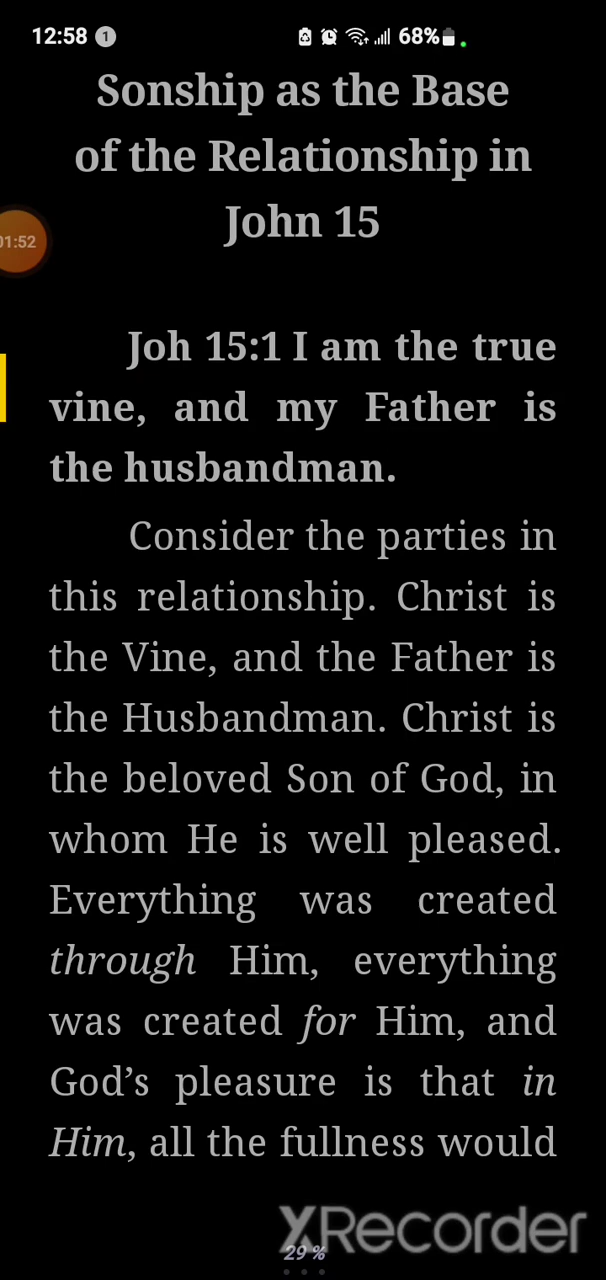 12:58 1 68%
Sonship as the Base
of the Relationship in
John 15
01:52
Joh 15:1 I am the true
vine, and my Father is
the husbandman.
Consider the parties in
this relationship. Christ is
the Vine, and the Father is
the Husbandman. Christ is
the beloved Son of God, in
whom He is well pleased.
Everything was created
through Him, everything
was created for Him, and
God’s pleasure is that in
Him, all the fullness would
XRecorder
29 %